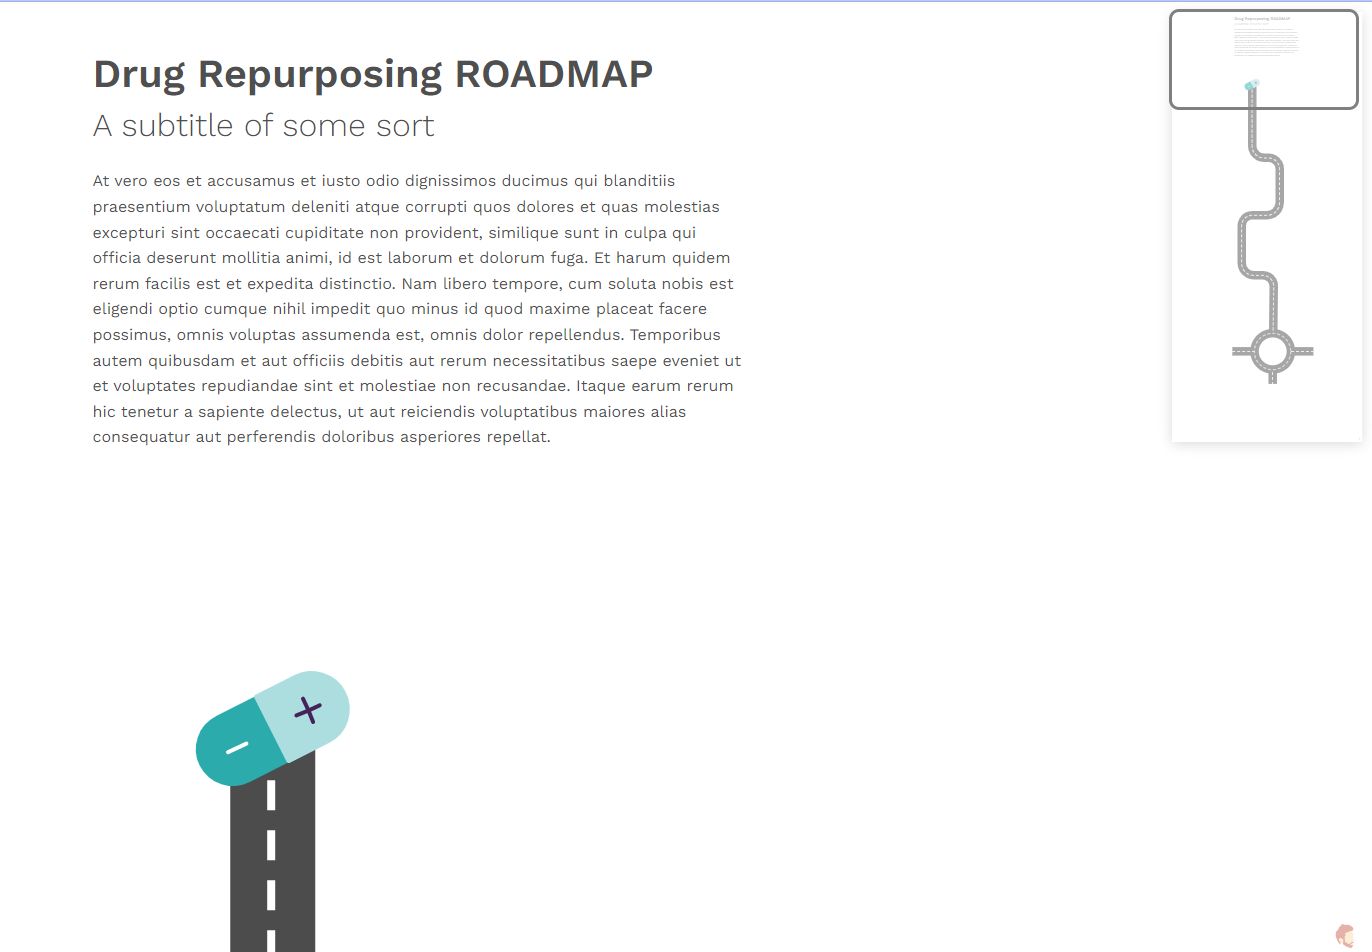 Drug Repurposing ROADMAP
A subtitle of some sort
At vero eos et accusamus et iusto odio dignissimos ducimus qui blanditiis
praesentium voluptatum deleniti atque corrupti quos dolores et quas molestias
excepturi sint occaecati cupiditate non provident, similique sunt in culpa qui
officia deserunt mollitia animi, id est laborum et dolorum fuga. Et harum quidem
rerum facilis est et expedita distinctio. Nam libero tempore, cum soluta nobis est
eligendi optio cumque nihil impedit quo minus id quod maxime placeat facere
possimus, omnis voluptas assumenda est, omnis dolor repellendus. Temporibus
autem quibusdam et aut officiis debitis aut rerum necessitatibus saepe eveniet ut
et voluptates repudiandae sint et molestiae non recusandae. Itaque earum rerum
hic tenetur a sapiente delectus, ut aut reiciendis voluptatibus maiores alias
consequatur aut perferendis doloribus asperiores repellat.
Drug Repurposing ROADMAP